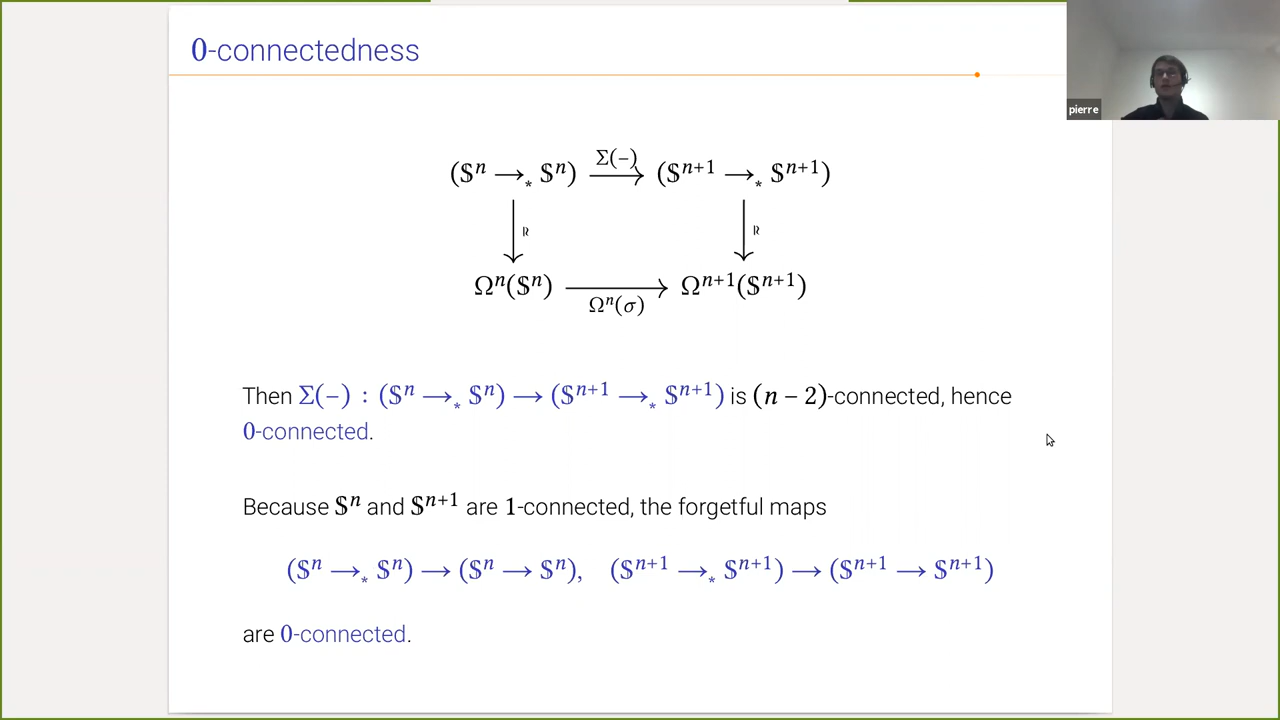 0-connectedness
pierre
(𝕊ⁿ →∗ 𝕊ⁿ) Σ(−) (𝕊ⁿ⁺¹ →∗ 𝕊ⁿ⁺¹)
≀ ≀
Ωⁿ(𝕊ⁿ) Ωⁿ(σ) Ωⁿ⁺¹(𝕊ⁿ⁺¹)
Then Σ(−) : (𝕊ⁿ →∗ 𝕊ⁿ) → (𝕊ⁿ⁺¹ →∗ 𝕊ⁿ⁺¹) is (n − 2)-connected, hence
0-connected.
Because 𝕊ⁿ and 𝕊ⁿ⁺¹ are 1-connected, the forgetful maps
(𝕊ⁿ →∗ 𝕊ⁿ) → (𝕊ⁿ → 𝕊ⁿ), (𝕊ⁿ⁺¹ →∗ 𝕊ⁿ⁺¹) → (𝕊ⁿ⁺¹ → 𝕊ⁿ⁺¹)
are 0-connected.